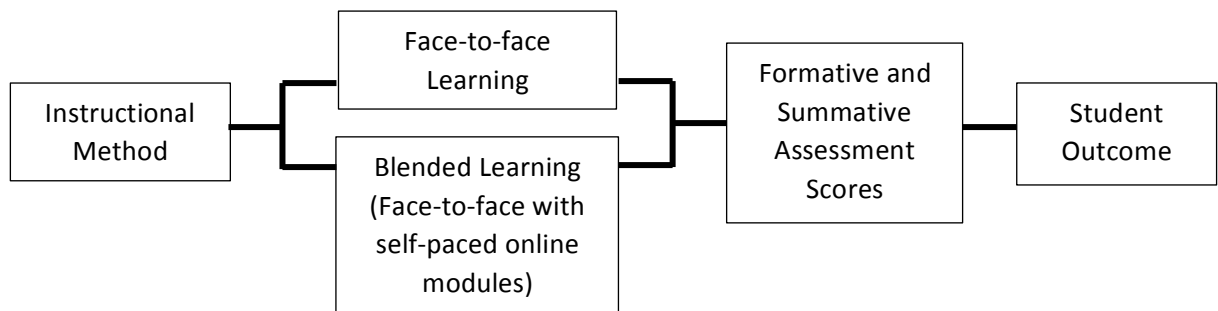 Instructional
Method
Face-to-face
Learning
Blended Learning
(Face-to-face with
self-paced online
modules)
Formative and
Summative
Assessment
Scores
Student
Outcome